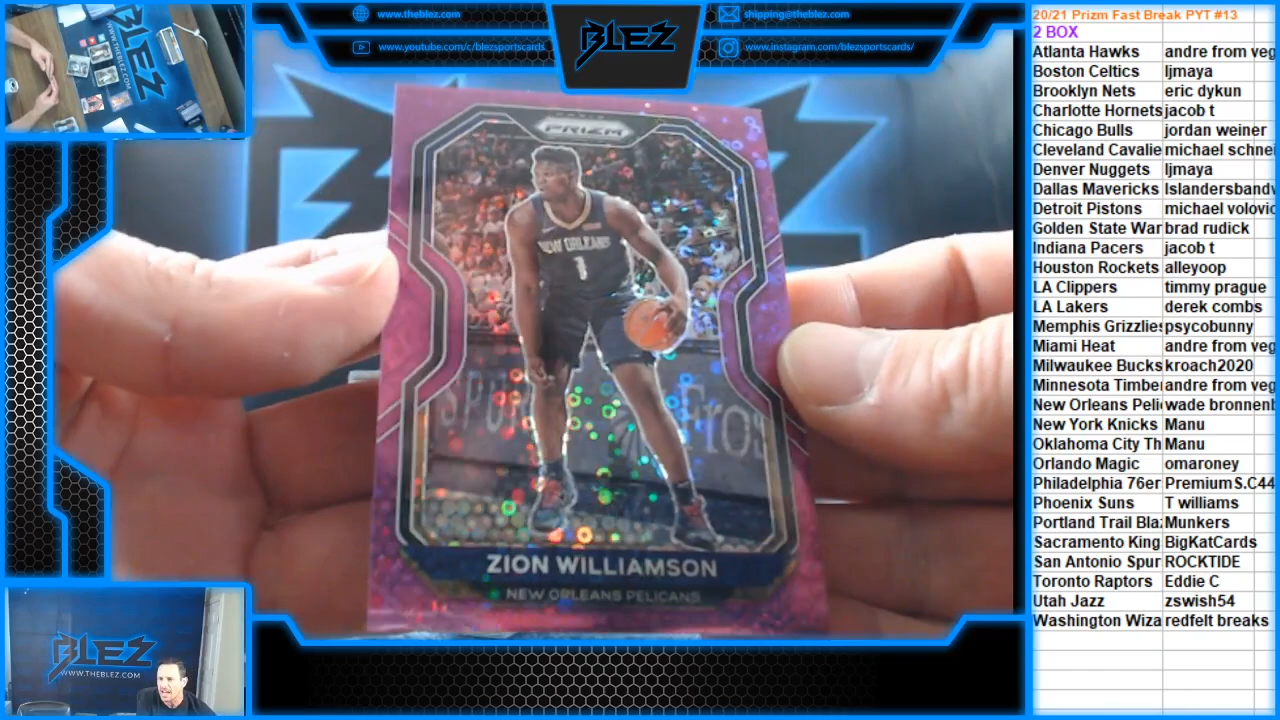 www.theblez.com
www.youtube.com/c/blezsportscards
BLEZ
shipping@theblez.com
www.instagram.com/blezsportscards/
BLEZ
PRIZM
NEW ORLEANS
1
ZION WILLIAMSON
NEW ORLEANS PELICANS
BLEZ
WWW.THEBLEZ.COM
20/21 Prizm Fast Break PYT #13
2 BOX
Atlanta Hawks andre from veg
Boston Celtics ljmaya
Brooklyn Nets eric dykun
Charlotte Hornets jacob t
Chicago Bulls jordan weiner
Cleveland Cavalie michael schnei
Denver Nuggets ljmaya
Dallas Mavericks Islandersbandw
Detroit Pistons michael volovic
Golden State War brad rudick
Indiana Pacers jacob t
Houston Rockets alleyoop
LA Clippers timmy prague
LA Lakers derek combs
Memphis Grizzlies psycobunny
Miami Heat andre from veg
Milwaukee Bucks kroach2020
Minnesota Timbe andre from veg
New Orleans Peli wade bronnenb
New York Knicks Manu
Oklahoma City Th Manu
Orlando Magic omaroney
Philadelphia 76er PremiumS.C44
Phoenix Suns T williams
Portland Trail Bla Munkers
Sacramento King BigKatCards
San Antonio Spur ROCKTIDE
Toronto Raptors Eddie C
Utah Jazz zswish54
Washington Wiza redfelt breaks